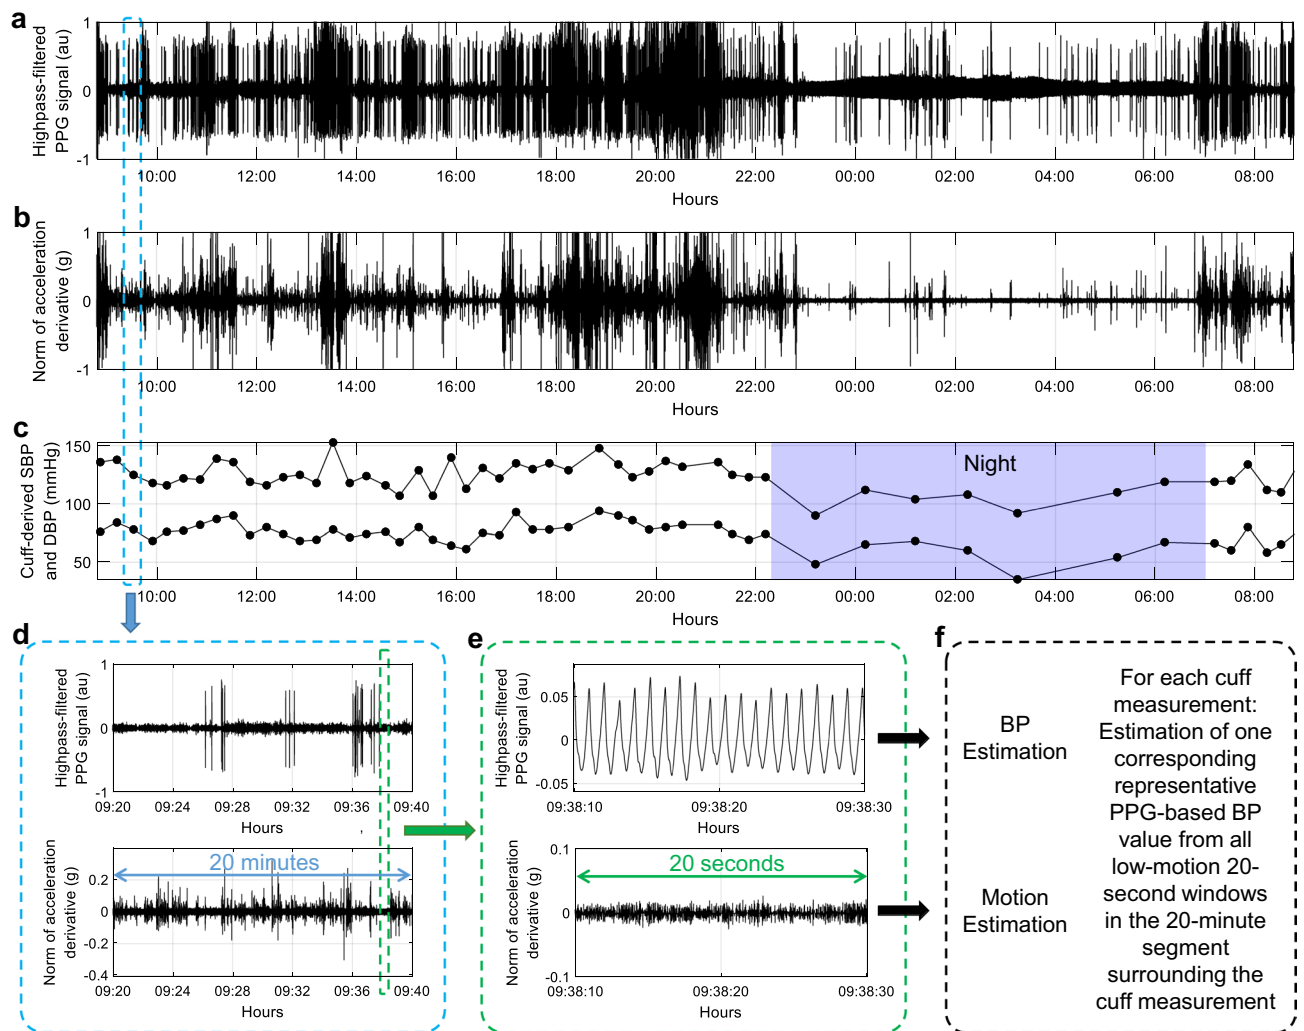 a
Highpass-filtered
PPG signal (au)
1
0
-1
10:00 12:00 14:00 16:00 18:00 20:00 22:00 00:00 02:00 04:00 06:00 08:00
Hours
b
Norm of acceleration
derivative (g)
1
0
-1
10:00 12:00 14:00 16:00 18:00 20:00 22:00 00:00 02:00 04:00 06:00 08:00
Hours
c
Cuff-derived SBP
and DBP (mmHg)
150
100
50
Night
10:00 12:00 14:00 16:00 18:00 20:00 22:00 00:00 02:00 04:00 06:00 08:00
Hours
d
Highpass-filtered
PPG signal (au)
1
0
-1
09:20 09:24 09:28 09:32 09:36 09:40
Hours
,
Norm of acceleration
derivative (g)
0.2
0
-0.2
-0.4
20 minutes
09:20 09:24 09:28 09:32 09:36 09:40
Hours
e
Highpass-filtered
PPG signal (au)
0.05
0
-0.05
09:38:10 09:38:20 09:38:30
Hours
Norm of acceleration
derivative (g)
0.1
0
-0.1
20 seconds
09:38:10 09:38:20 09:38:30
Hours
f
BP
Estimation
Motion
Estimation
For each cuff
measurement:
Estimation of one
corresponding
representative
PPG-based BP
value from all
low-motion 20-
second windows
in the 20-minute
segment
surrounding the
cuff measurement